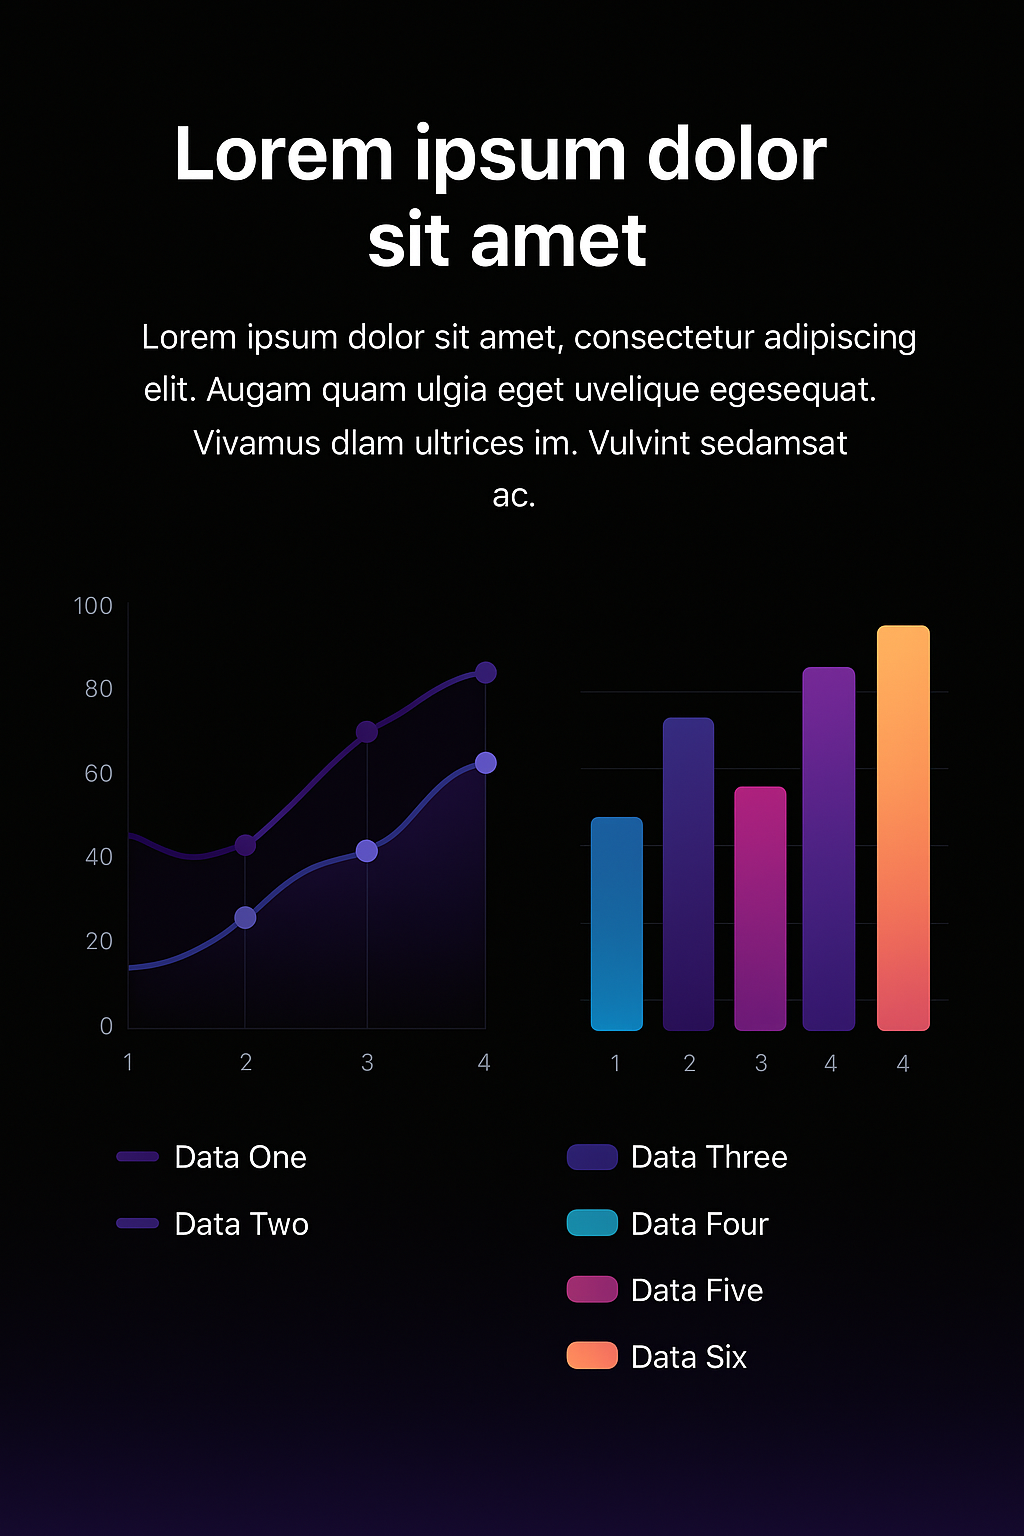 Lorem ipsum dolor
sit amet
Lorem ipsum dolor sit amet, consectetur adipiscing
elit. Augam quam ulgia eget uvelique egesequat.
Vivamus dlam ultrices im. Vulvint sedamsat
ac.
100
80
60
40
20
0
1 2 3 4
1 2 3 4 4
Data One
Data Two
Data Three
Data Four
Data Five
Data Six